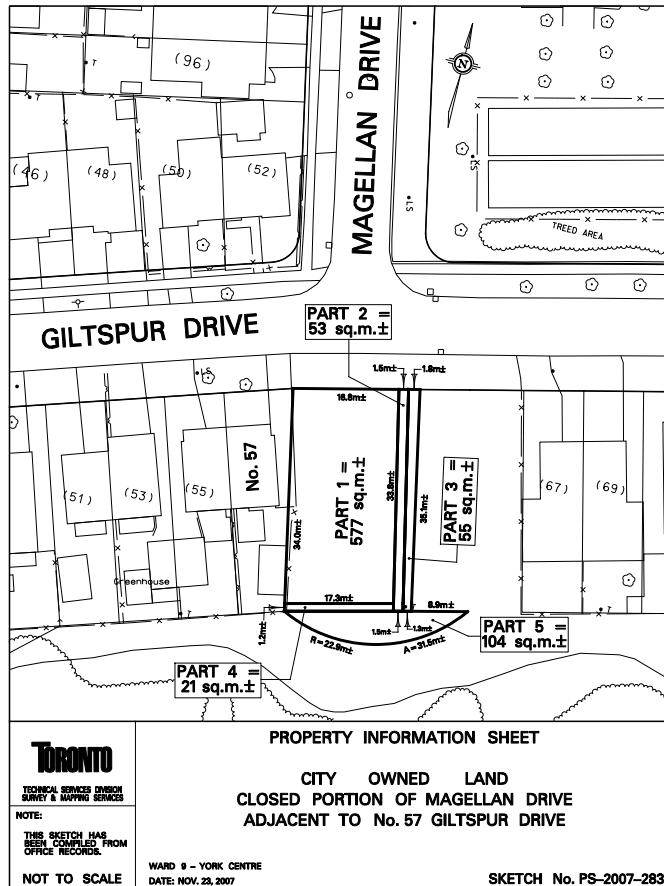 (96)
MAGELLAN DRIVE
N
T
T
(46)
(48)
(50)
(52)
LS
LS
TREED AREA
GILTSPUR DRIVE
PART 2 =
53 sq.m.±
LS
1.5m±
1.8m±
16.8m±
No. 57
(51)
(53)
(55)
34.0m±
PART 1 =
577 sq.m.±
33.8m±
35.1m±
PART 3 =
55 sq.m.±
(67)
(69)
Greenhouse
T
T
17.3m±
8.9m±
1.2m±
1.5m±
1.3m±
R=22.9m±
A=31.5m±
PART 5 =
104 sq.m.±
PART 4 =
21 sq.m.±
TORONTO
TECHNICAL SERVICES DIVISION
SURVEY & MAPPING SERVICES
NOTE:
THIS SKETCH HAS
BEEN COMPILED FROM
OFFICE RECORDS.
NOT TO SCALE
PROPERTY INFORMATION SHEET
CITY OWNED LAND
CLOSED PORTION OF MAGELLAN DRIVE
ADJACENT TO No. 57 GILTSPUR DRIVE
WARD 9 – YORK CENTRE
DATE: NOV. 23, 2007
SKETCH No. PS–2007–283